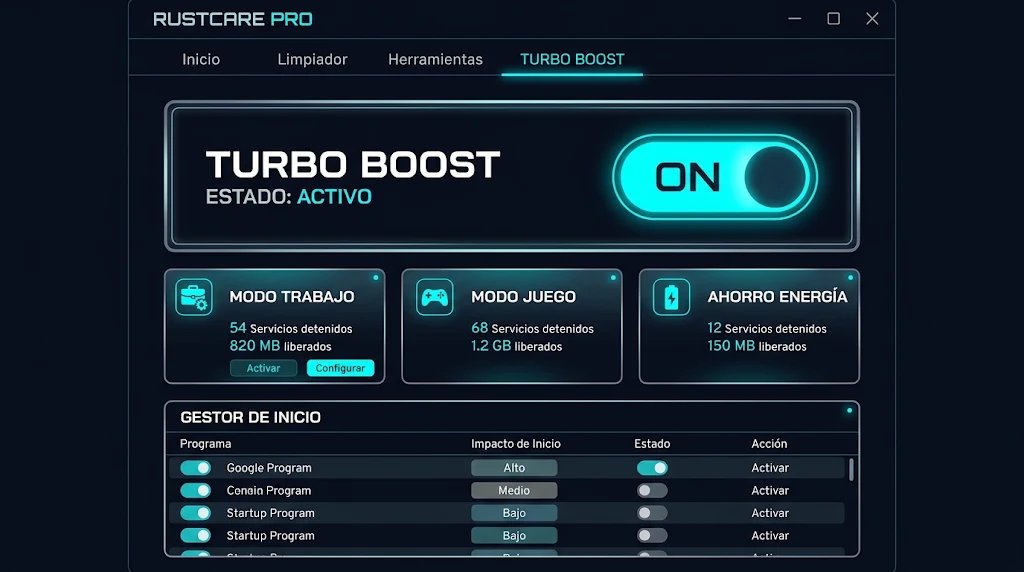 RUSTCARE PRO
Inicio Limpiador Herramientas TURBO BOOST
TURBO BOOST
ESTADO: ACTIVO
ON
MODO TRABAJO
54 Servicios detenidos
820 MB liberados
Activar Configurar
MODO JUEGO
68 Servicios detenidos
1.2 GB liberados
AHORRO ENERGÍA
12 Servicios detenidos
150 MB liberados
GESTOR DE INICIO
Programa Impacto de Inicio Estado Acción
Google Program Alto Activar
Cenain Program Medio Activar
Startup Program Bajo Activar
Startup Program Bajo Activar